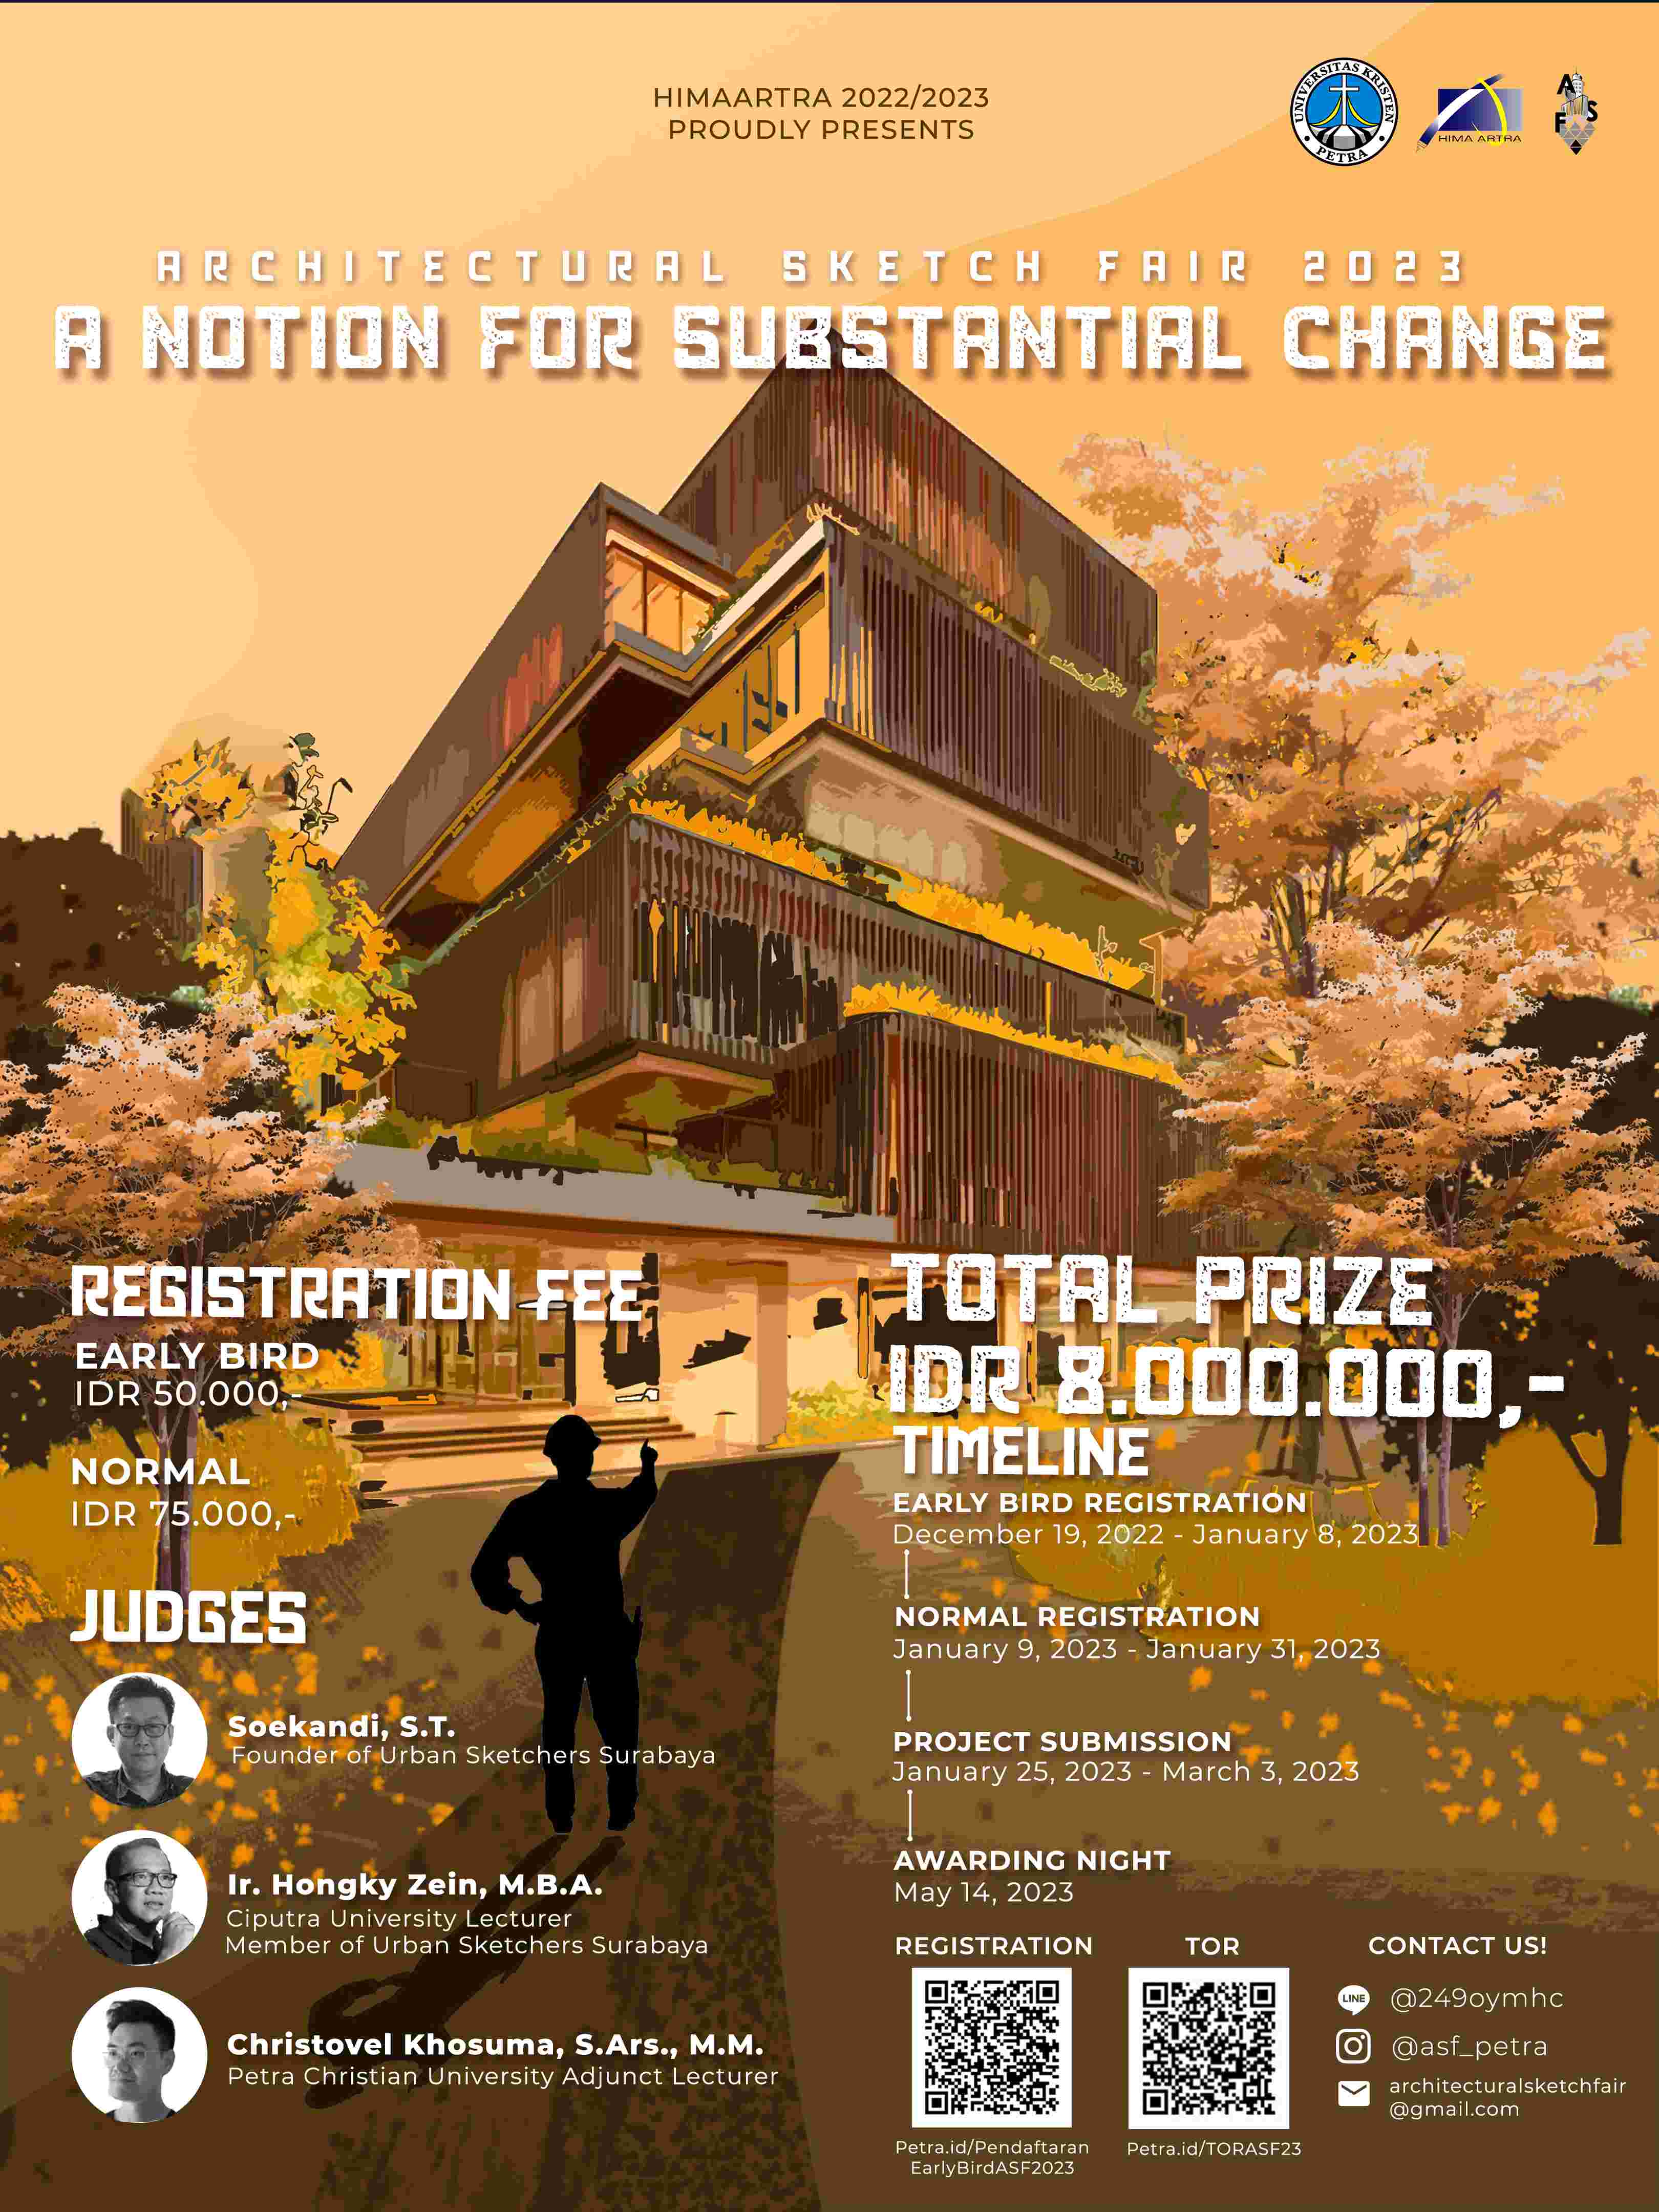 HIMAARTRA 2022/2023
PROUDLY PRESENTS
UNIVERSITAS KRISTEN
PETRA
HIMA ARTRA
A
S
F
ARCHITECTURAL SKETCH FAIR 2023
A NOTION FOR SUBSTANTIAL CHANGE
REGISTRATION FEE
EARLY BIRD
IDR 50.000,-
NORMAL
IDR 75.000,-
JUDGES
Soekandi, S.T.
Founder of Urban Sketchers Surabaya
Ir. Hongky Zein, M.B.A.
Ciputra University Lecturer
Member of Urban Sketchers Surabaya
Christovel Khosuma, S.Ars., M.M.
Petra Christian University Adjunct Lecturer
TOTAL PRIZE
IDR 8.000.000,-
TIMELINE
EARLY BIRD REGISTRATION
December 19, 2022 - January 8, 2023
NORMAL REGISTRATION
January 9, 2023 - January 31, 2023
PROJECT SUBMISSION
January 25, 2023 - March 3, 2023
AWARDING NIGHT
May 14, 2023
REGISTRATION
Petra.id/Pendaftaran
EarlyBirdASF2023
TOR
Petra.id/TORASF23
CONTACT US!
LINE
@249oymhc
@asf_petra
architecturalsketchfair
@gmail.com